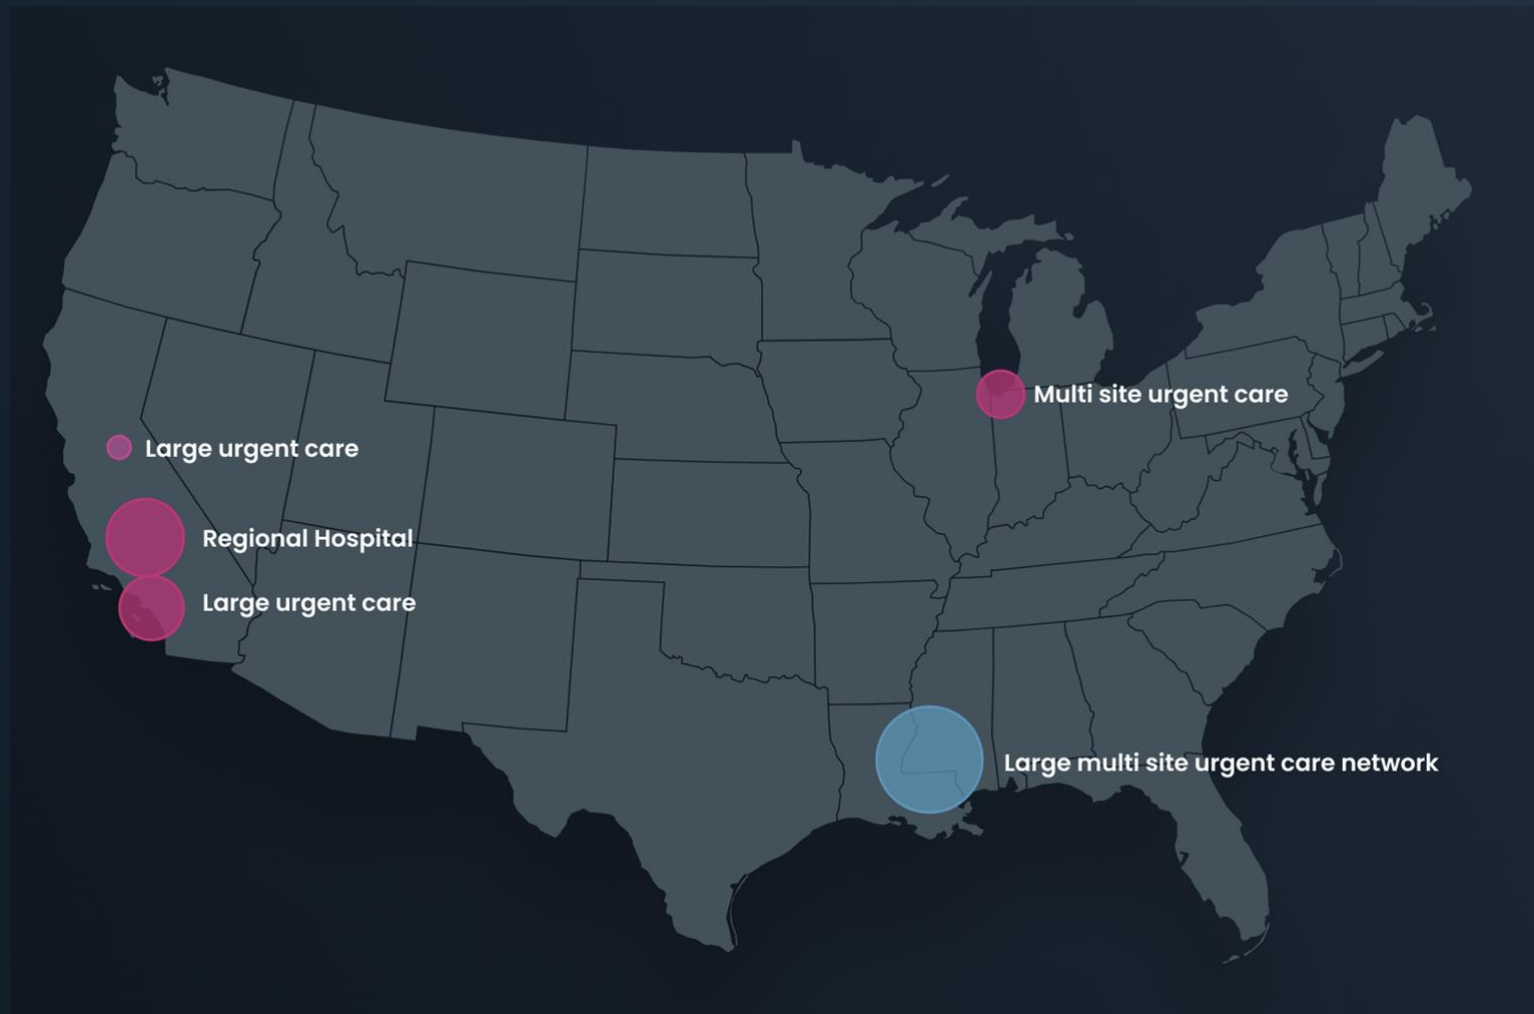 Multi site urgent care
Large urgent care
Regional Hospital
Large urgent care
Large multi site urgent care network